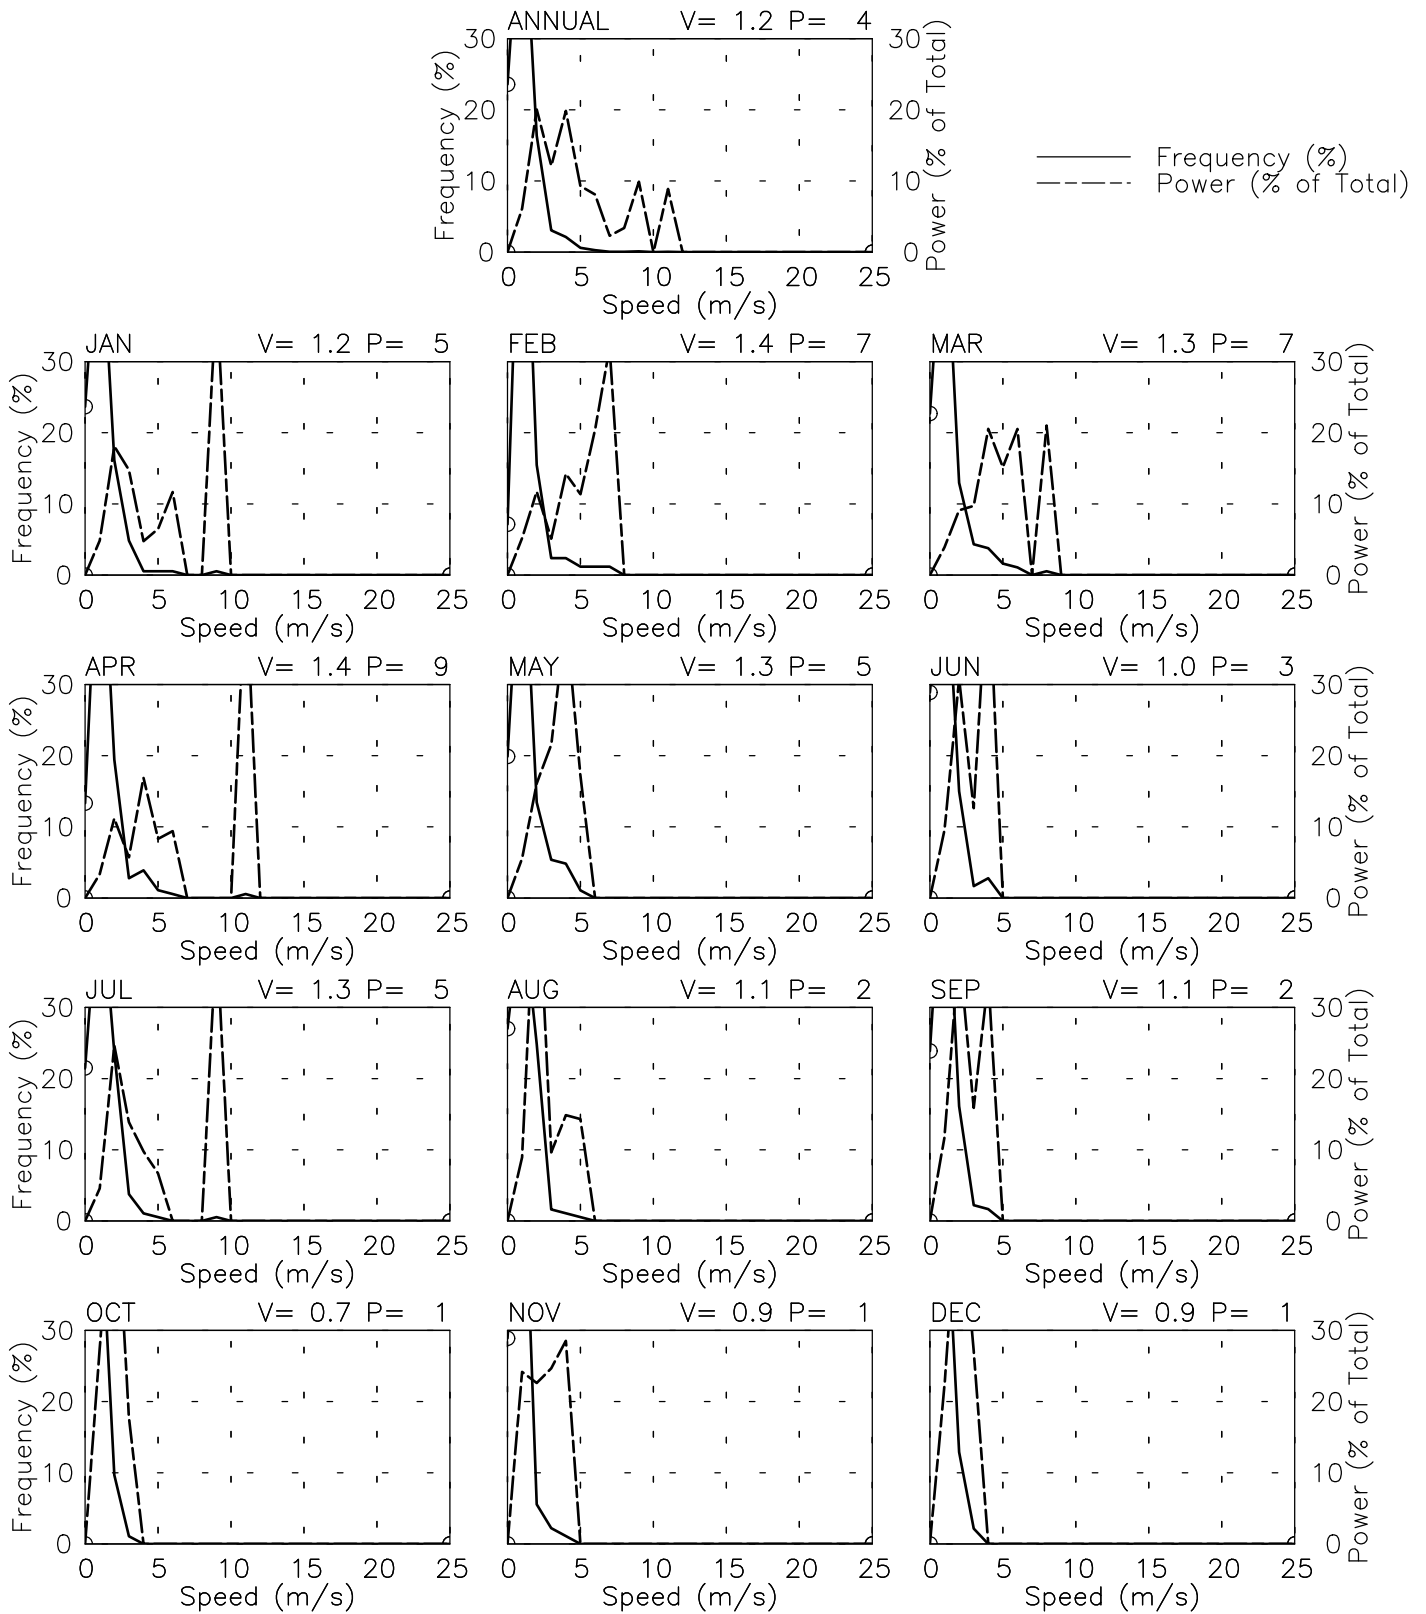 ANNUAL V= 1.2 P= 4
30 30
20 20
10 10
0 0
Frequency (%)
Power (% of Total)
0 5 10 15 20 25
Speed (m/s)
Frequency (%)
Power (% of Total)
JAN V= 1.2 P= 5
FEB V= 1.4 P= 7
MAR V= 1.3 P= 7
30 30
20 20
10 10
0 0
Frequency (%)
Power (% of Total)
0 5 10 15 20 25
0 5 10 15 20 25
0 5 10 15 20 25
Speed (m/s)
Speed (m/s)
Speed (m/s)
APR V= 1.4 P= 9
MAY V= 1.3 P= 5
JUN V= 1.0 P= 3
30 30
20 20
10 10
0 0
Frequency (%)
Power (% of Total)
0 5 10 15 20 25
0 5 10 15 20 25
0 5 10 15 20 25
Speed (m/s)
Speed (m/s)
Speed (m/s)
JUL V= 1.3 P= 5
AUG V= 1.1 P= 2
SEP V= 1.1 P= 2
30 30
20 20
10 10
0 0
Frequency (%)
Power (% of Total)
0 5 10 15 20 25
0 5 10 15 20 25
0 5 10 15 20 25
Speed (m/s)
Speed (m/s)
Speed (m/s)
OCT V= 0.7 P= 1
NOV V= 0.9 P= 1
DEC V= 0.9 P= 1
30 30
20 20
10 10
0 0
Frequency (%)
Power (% of Total)
0 5 10 15 20 25
0 5 10 15 20 25
0 5 10 15 20 25
Speed (m/s)
Speed (m/s)
Speed (m/s)